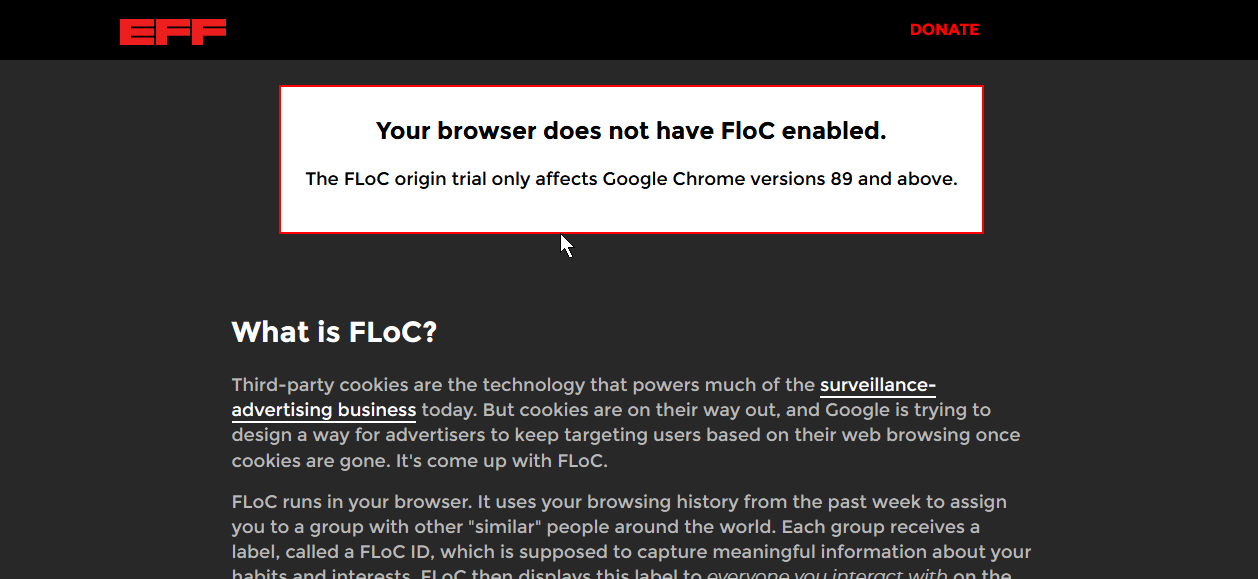 EFF
DONATE
Your browser does not have FloC enabled.
The FLoC origin trial only affects Google Chrome versions 89 and above.
What is FLoC?
Third-party cookies are the technology that powers much of the surveillance-
advertising business today. But cookies are on their way out, and Google is trying to
design a way for advertisers to keep targeting users based on their web browsing once
cookies are gone. It's come up with FLoC.
FLoC runs in your browser. It uses your browsing history from the past week to assign
you to a group with other "similar" people around the world. Each group receives a
label, called a FLoC ID, which is supposed to capture meaningful information about your
habits and interests. FLoC then displays this label to everyone you interact with on the